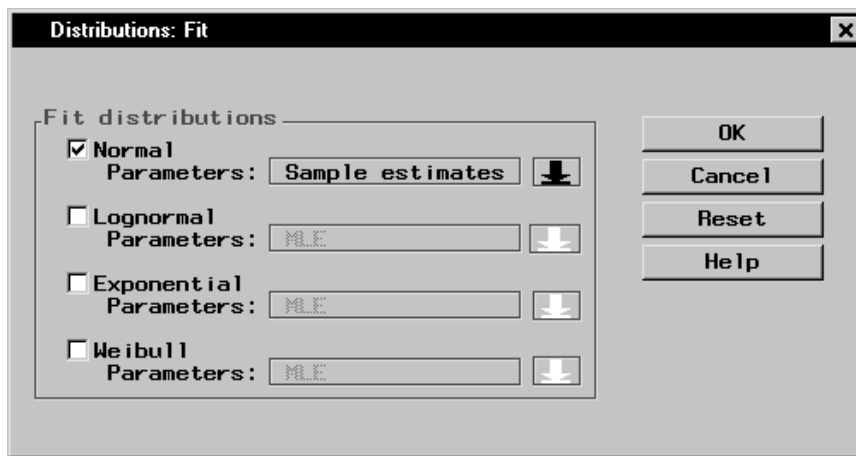 Distributions: Fit
Fit distributions
Normal
Parameters: Sample estimates
Lognormal
Parameters: MLE
Exponential
Parameters: MLE
Weibull
Parameters: MLE
OK
Cancel
Reset
Help